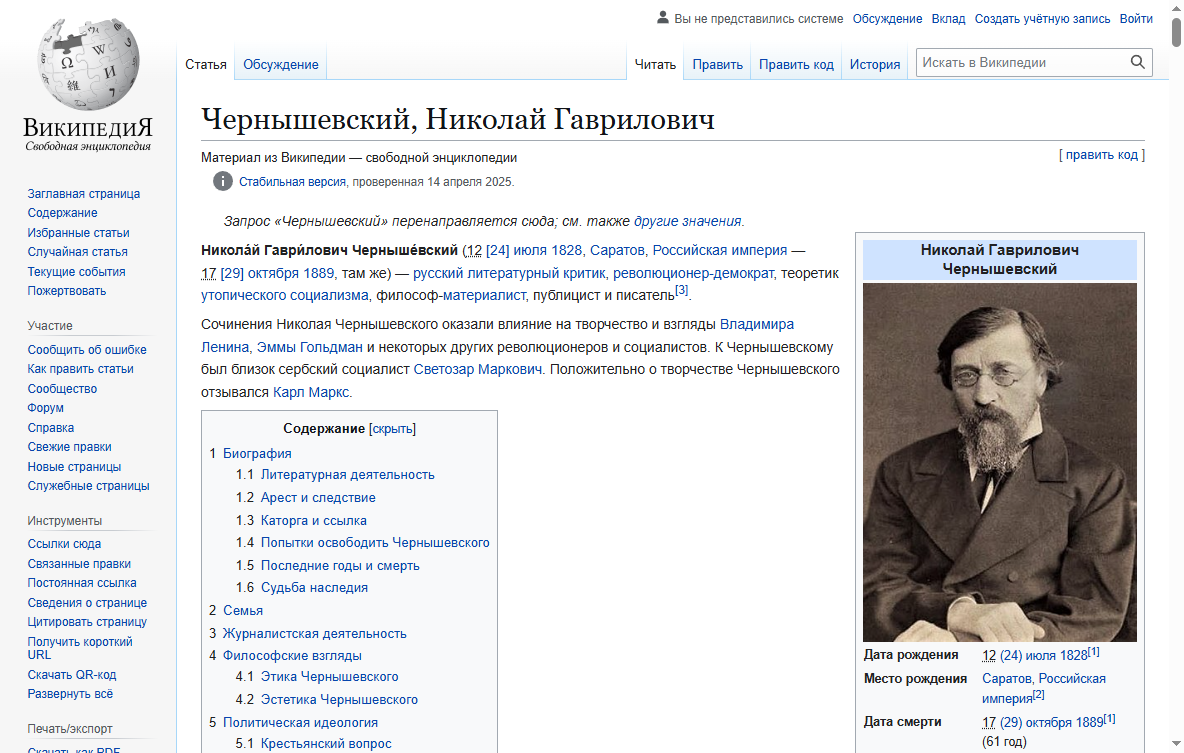 Вы не представились системе Обсуждение Вклад Создать учётную запись Войти
Статья Обсуждение Читать Править Править код История Искать в Википедии
ВикипедиЯ
Свободная энциклопедия
Заглавная страница
Содержание
Избранные статьи
Случайная статья
Текущие события
Пожертвовать
Участие
Сообщить об ошибке
Как править статьи
Сообщество
Форум
Справка
Свежие правки
Новые страницы
Служебные страницы
Инструменты
Ссылки сюда
Связанные правки
Постоянная ссылка
Сведения о странице
Цитировать страницу
Получить короткий
URL
Скачать QR-код
Развернуть всё
Печать/экспорт
Скачать как PDF
Чернышевский, Николай Гаврилович
Материал из Википедии — свободной энциклопедии
[ править код ]
Стабильная версия, проверенная 14 апреля 2025.
Запрос «Чернышевский» перенаправляется сюда; см. также другие значения.
Никола́й Гаври́лович Черныше́вский (12 [24] июля 1828, Саратов, Российская империя —
17 [29] октября 1889, там же) — русский литературный критик, революционер-демократ, теоретик
утопического социализма, философ-материалист, публицист и писатель[3].
Сочинения Николая Чернышевского оказали влияние на творчество и взгляды Владимира
Ленина, Эммы Гольдман и некоторых других революционеров и социалистов. К Чернышевскому
был близок сербский социалист Светозар Маркович. Положительно о творчестве Чернышевского
отзывался Карл Маркс.
Содержание [скрыть]
1 Биография
1.1 Литературная деятельность
1.2 Арест и следствие
1.3 Каторга и ссылка
1.4 Попытки освободить Чернышевского
1.5 Последние годы и смерть
1.6 Судьба наследия
2 Семья
3 Журналистская деятельность
4 Философские взгляды
4.1 Этика Чернышевского
4.2 Эстетика Чернышевского
5 Политическая идеология
5.1 Крестьянский вопрос
Николай Гаврилович
Чернышевский
Дата рождения 12 (24) июля 1828[1]
Место рождения Саратов, Российская
империя[2]
Дата смерти 17 (29) октября 1889[1]
(61 год)